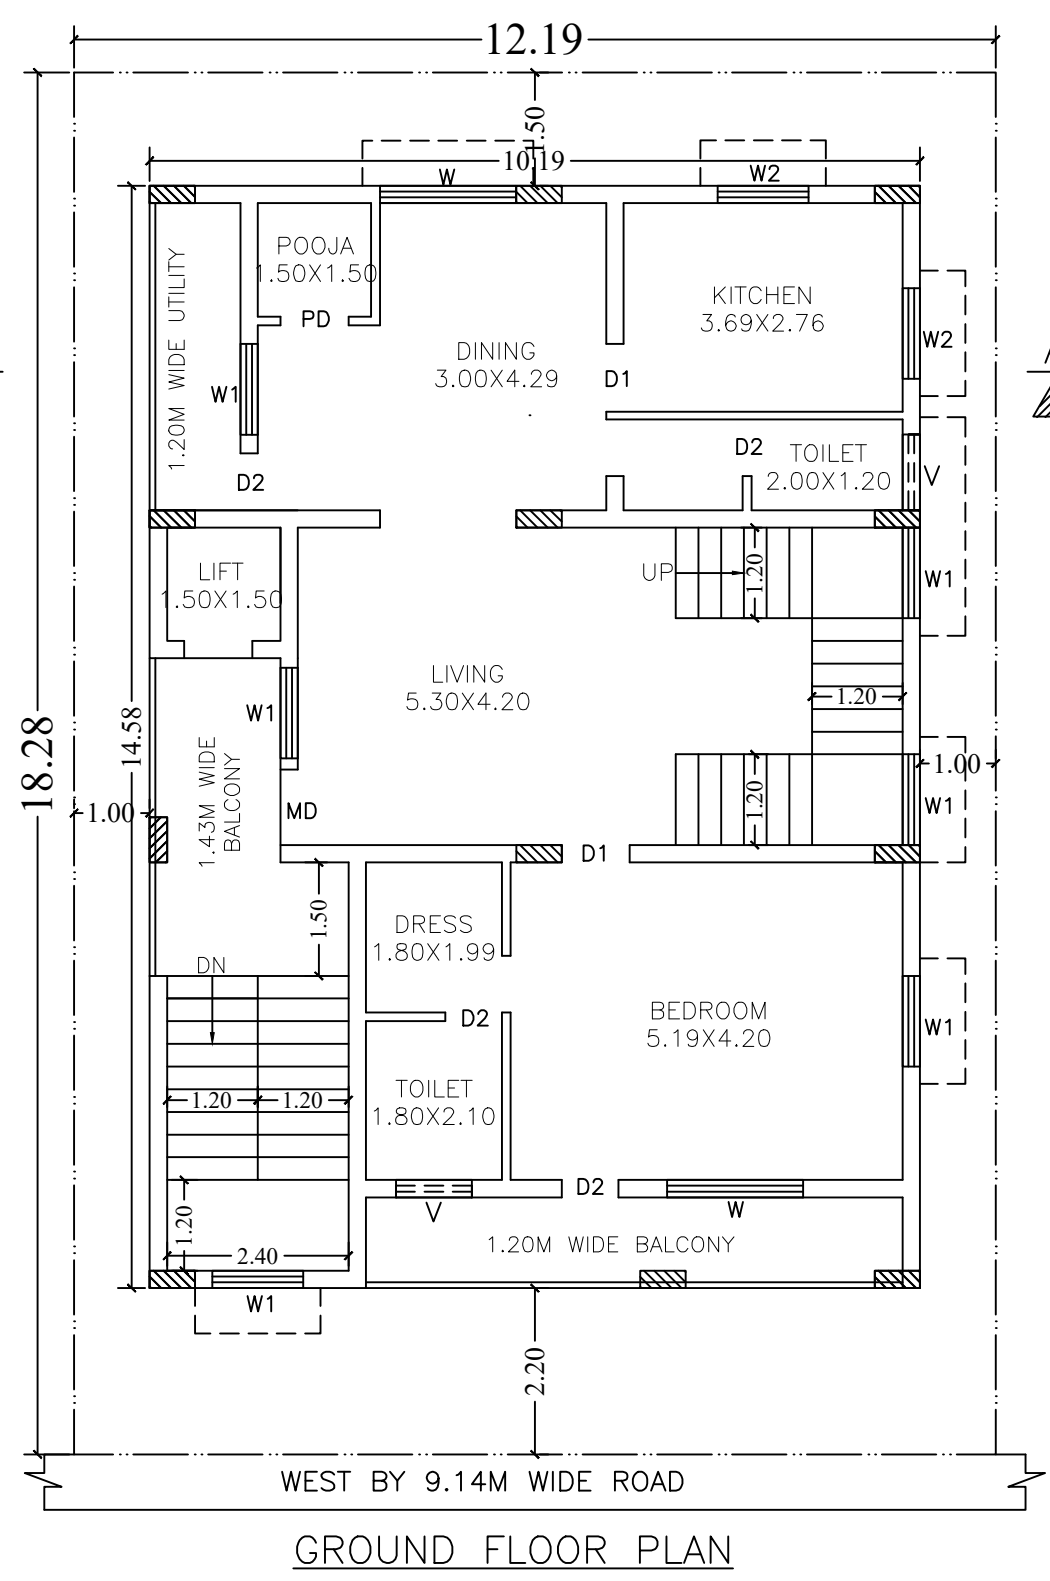 12.19
1.50
10.19
W
W2
POOJA
1.50X1.50
PD
1.20M WIDE UTILITY
KITCHEN
3.69X2.76
W2
DINING
3.00X4.29
D1
W1
D2
D2
TOILET
2.00X1.20
V
LIFT
1.50X1.50
UP
1.20
W1
LIVING
5.30X4.20
1.20
W1
18.28
14.58
1.43M WIDE
BALCONY
MD
1.00
1.20
1.00
W1
D1
1.50
DRESS
1.80X1.99
DN
D2
BEDROOM
5.19X4.20
W1
1.20
1.20
TOILET
1.80X2.10
D2
V
W
1.20
2.40
1.20M WIDE BALCONY
W1
2.20
WEST BY 9.14M WIDE ROAD
GROUND FLOOR PLAN